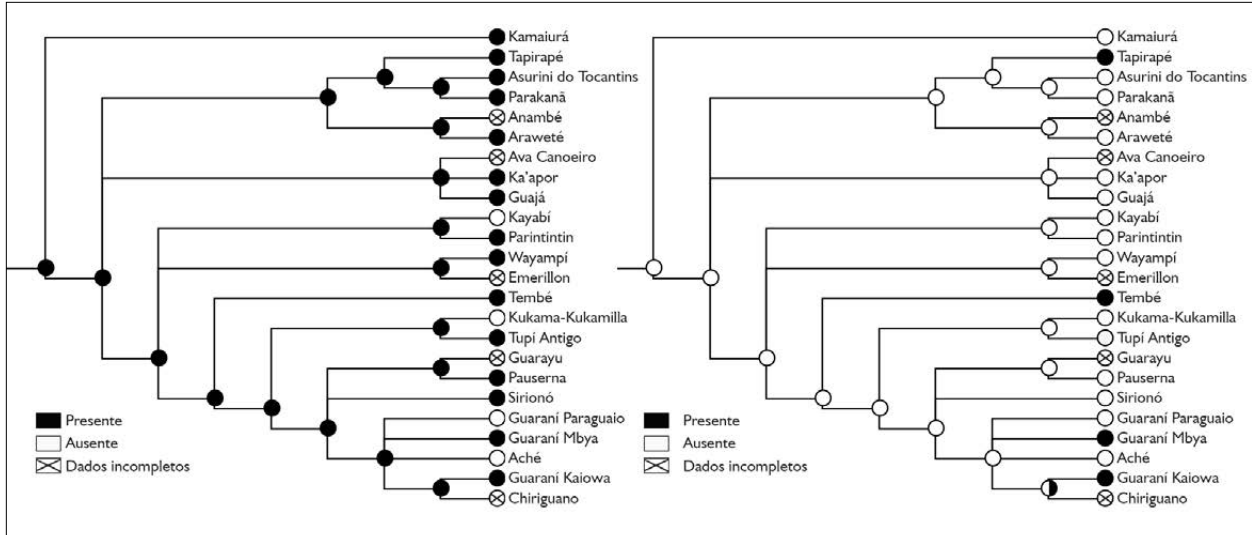 Kamaiurá
Tapirapé
Asurini do Tocantins
Parakanã
Anambé
Araweté
Ava Canoeiro
Ka'apor
Guajá
Kayabí
Parintintin
Wayampí
Emerillon
Tembé
Kukama-Kukamilla
Tupí Antigo
Guarayu
Pauserna
Sirionó
Guaraní Paraguaio
Guaraní Mbya
Aché
Guaraní Kaiowa
Chiriguano
Presente
Ausente
Dados incompletos
Kamaiurá
Tapirapé
Asurini do Tocantins
Parakanã
Anambé
Araweté
Ava Canoeiro
Ka'apor
Guajá
Kayabí
Parintintin
Wayampí
Emerillon
Tembé
Kukama-Kukamilla
Tupí Antigo
Guarayu
Pauserna
Sirionó
Guaraní Paraguaio
Guaraní Mbya
Aché
Guaraní Kaiowa
Chiriguano
Presente
Ausente
Dados incompletos